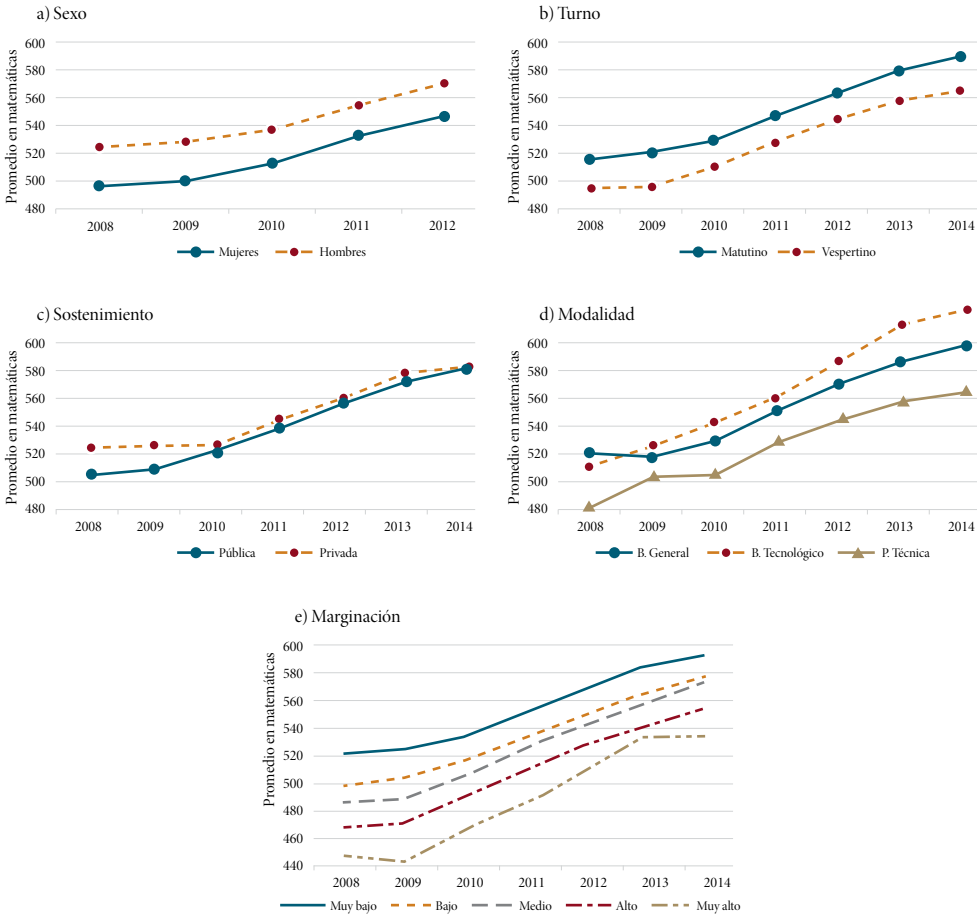 a) Sexo
Promedio en matemáticas
600
580
560
540
520
500
480
2008 2009 2010 2011 2012
Mujeres Hombres
b) Turno
Promedio en matemáticas
600
580
560
540
520
500
480
2008 2009 2010 2011 2012 2013 2014
Matutino Vespertino
c) Sostenimiento
Promedio en matemáticas
600
580
560
540
520
500
480
2008 2009 2010 2011 2012 2013 2014
Pública Privada
d) Modalidad
Promedio en matemáticas
600
580
560
540
520
500
480
2008 2009 2010 2011 2012 2013 2014
B. General B. Tecnológico P. Técnica
e) Marginación
Promedio en matemáticas
600
580
560
540
520
500
480
460
440
2008 2009 2010 2011 2012 2013 2014
Muy bajo Bajo Medio Alto Muy alto